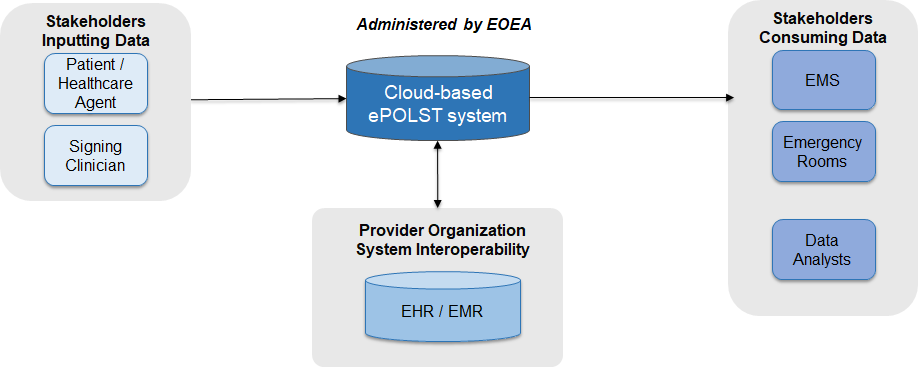 Stakeholders
Inputting Data
Patient /
Healthcare
Agent
Signing
Clinician
Administered by EOEA
Cloud-based
ePOLST system
Provider Organization
System Interoperability
EHR / EMR
Stakeholders
Consuming Data
EMS
Emergency
Rooms
Data
Analysts